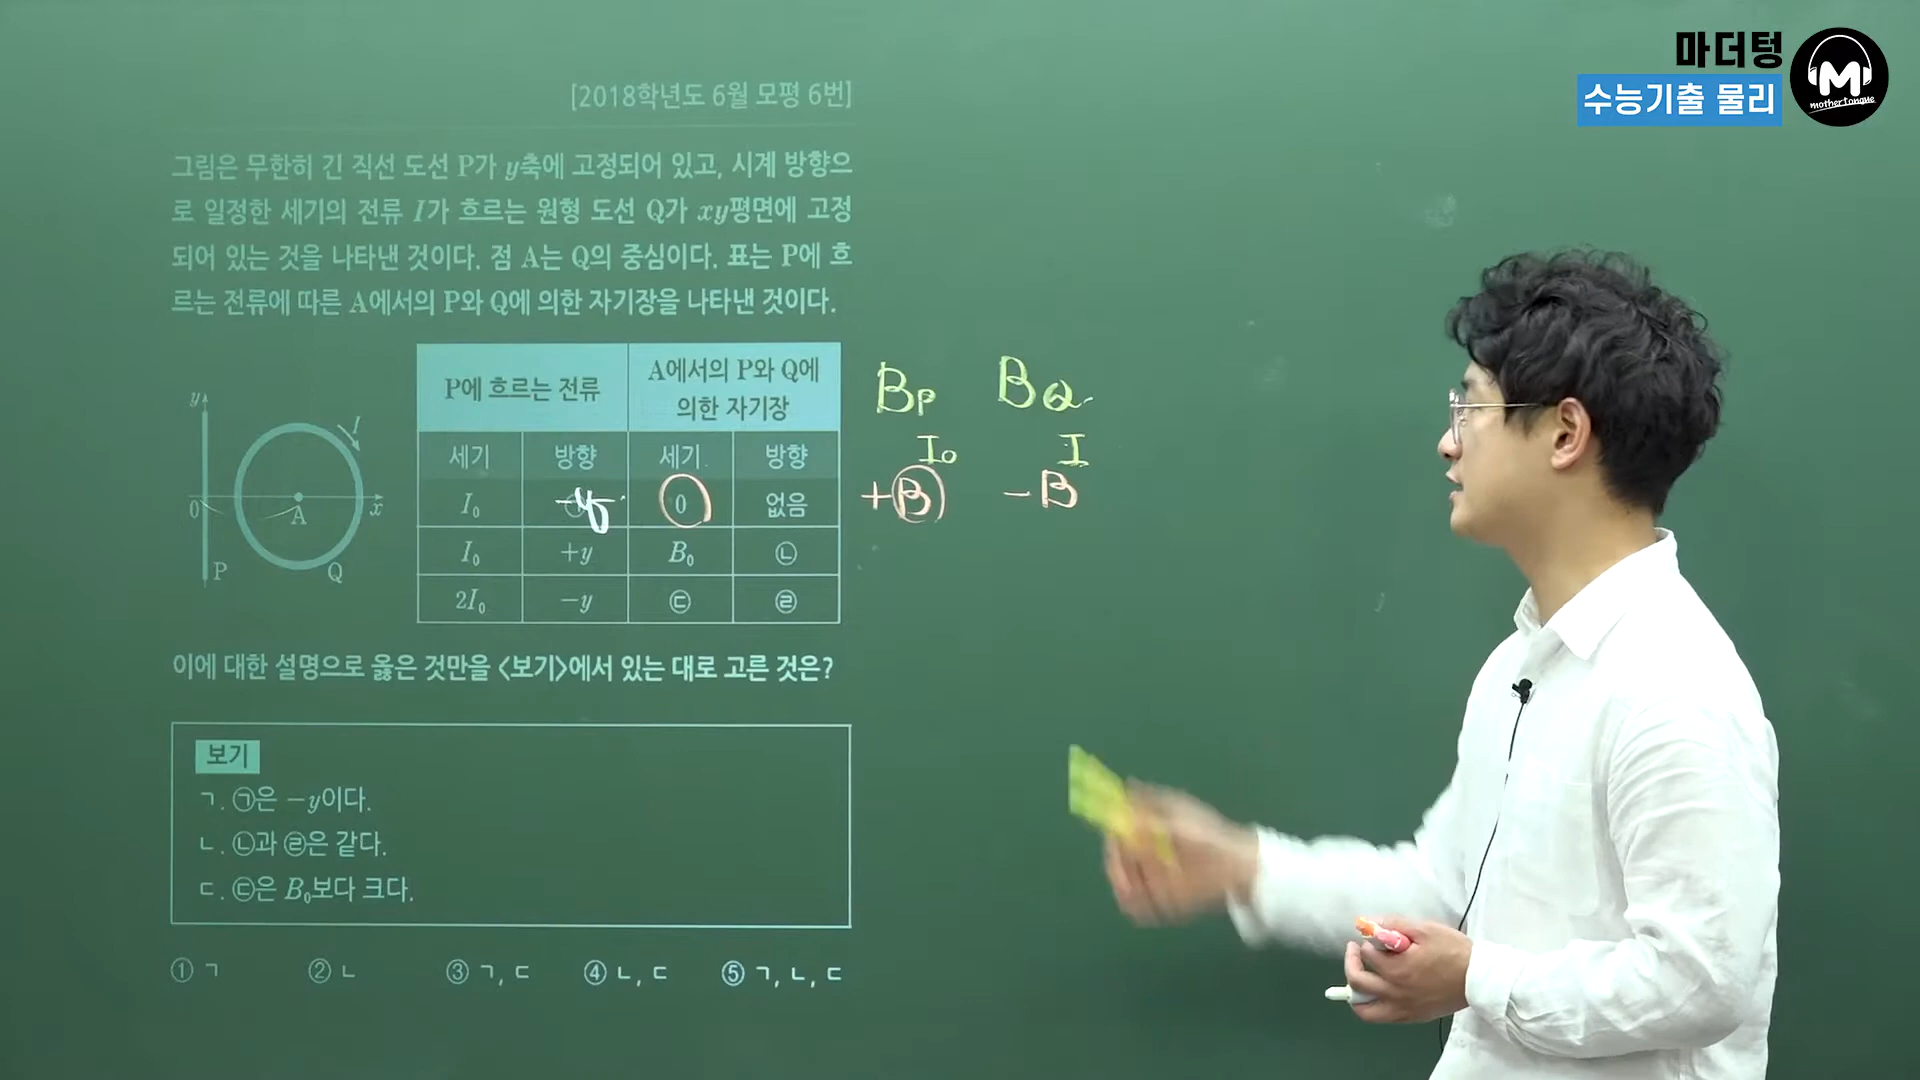 마더텅
수능기출 물리
M
mothertongue
[2018학년도 6월 모평 6번]
그림은 무한히 긴 직선 도선 P가 y축에 고정되어 있고, 시계 방향으
로 일정한 세기의 전류 I가 흐르는 원형 도선 Q가 xy평면에 고정
되어 있는 것을 나타낸 것이다. 점 A는 Q의 중심이다. 표는 P에 흐
르는 전류에 따른 A에서의 P와 Q에 의한 자기장을 나타낸 것이다.
y
I
0
A
x
P
Q
P에 흐르는 전류 A에서의 P와 Q에 의한 자기장
세기 방향 세기 방향
I₀ -y 0 없음
I₀ +y B₀ ㉡
2I₀ -y ㉢ ㉣
B_P B_Q
I₀ I
+B -B
이에 대한 설명으로 옳은 것만을 <보기>에서 있는 대로 고른 것은?
보기
ㄱ. ㉠은 -y이다.
ㄴ. ㉡과 ㉣은 같다.
ㄷ. ㉢은 B₀보다 크다.
① ㄱ ② ㄴ ③ ㄱ, ㄷ ④ ㄴ, ㄷ ⑤ ㄱ, ㄴ, ㄷ